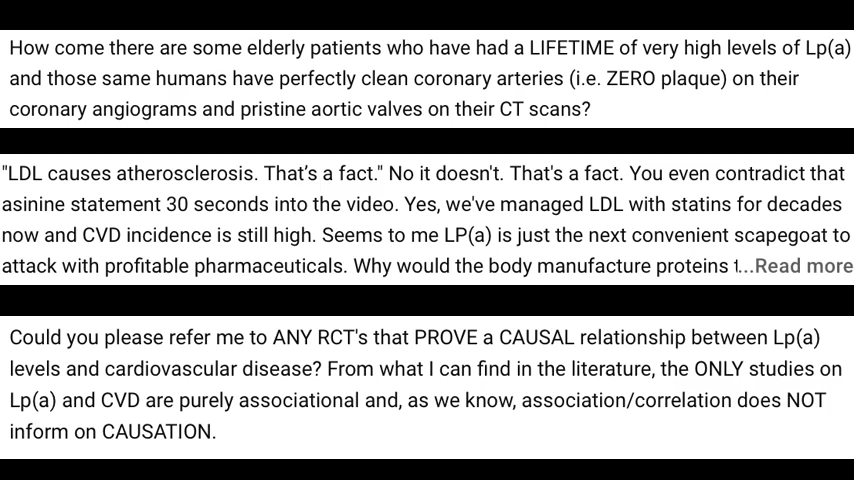 How come there are some elderly patients who have had a LIFETIME of very high levels of Lp(a)
and those same humans have perfectly clean coronary arteries (i.e. ZERO plaque) on their
coronary angiograms and pristine aortic valves on their CT scans?
"LDL causes atherosclerosis. That’s a fact." No it doesn't. That's a fact. You even contradict that
asinine statement 30 seconds into the video. Yes, we've managed LDL with statins for decades
now and CVD incidence is still high. Seems to me LP(a) is just the next convenient scapegoat to
attack with profitable pharmaceuticals. Why would the body manufacture proteins ...Read more
Could you please refer me to ANY RCT's that PROVE a CAUSAL relationship between Lp(a)
levels and cardiovascular disease? From what I can find in the literature, the ONLY studies on
Lp(a) and CVD are purely associational and, as we know, association/correlation does NOT
inform on CAUSATION.